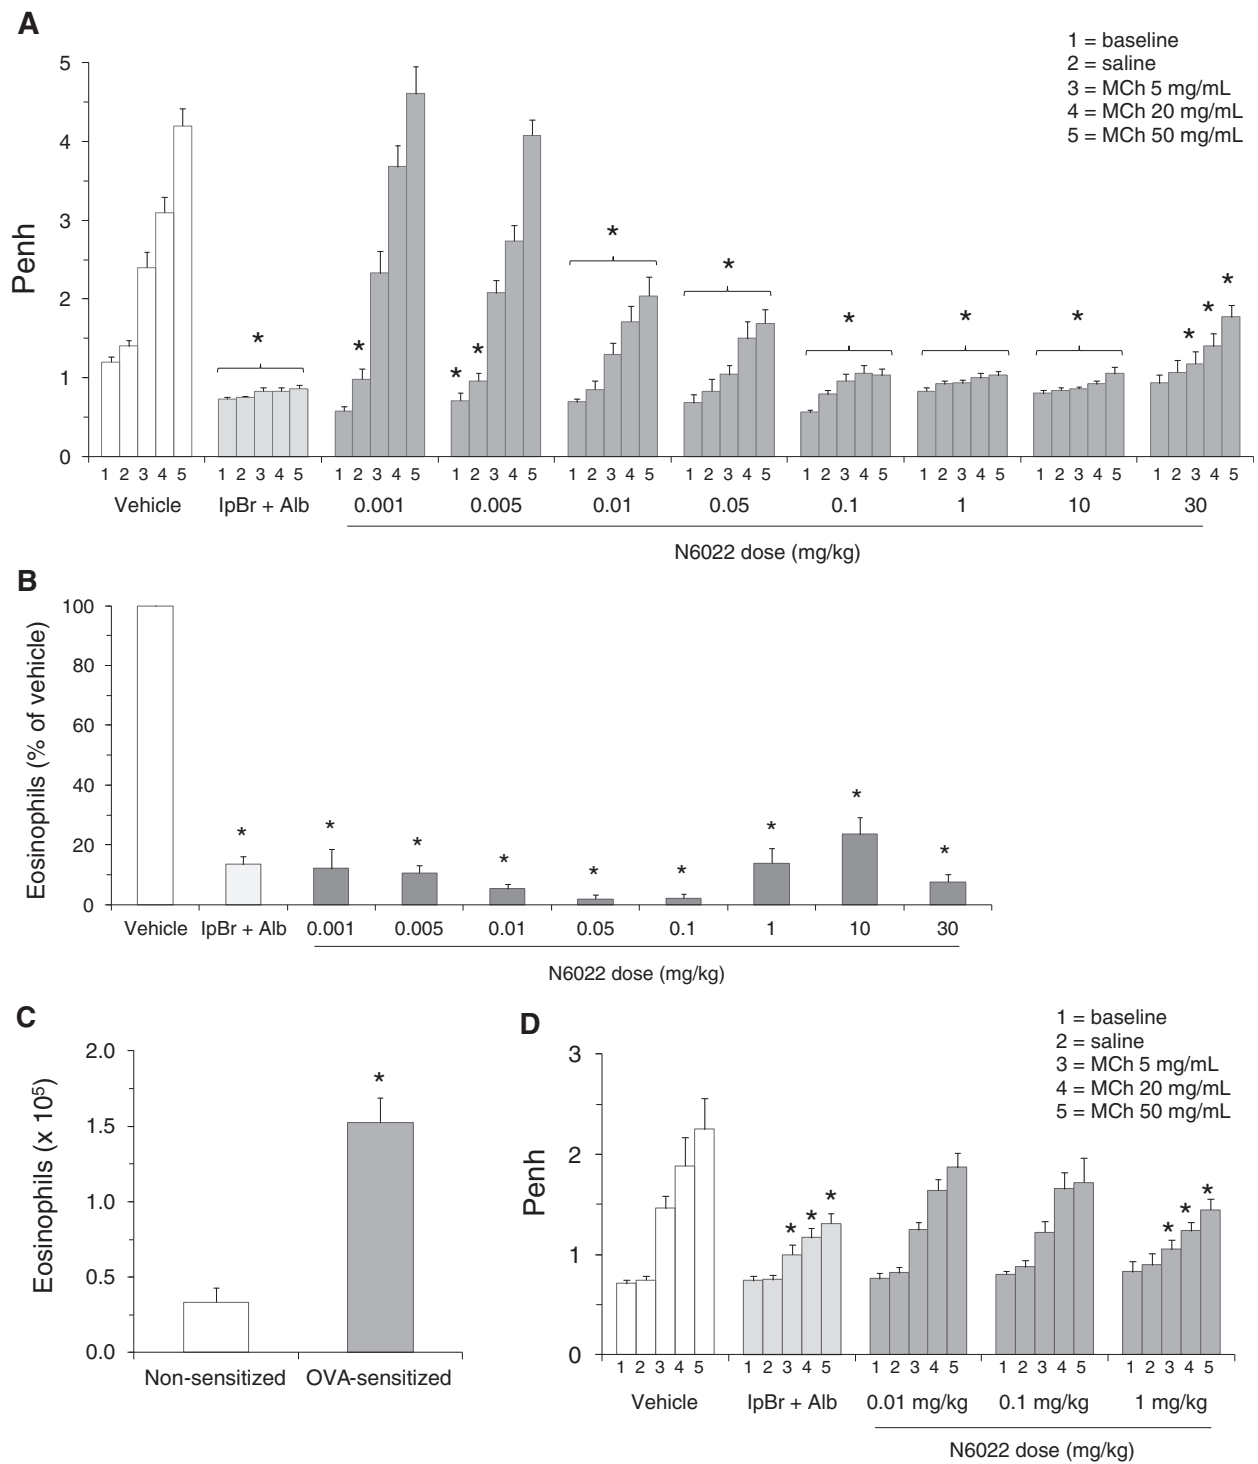 A
1 = baseline
2 = saline
3 = MCh 5 mg/mL
4 = MCh 20 mg/mL
5 = MCh 50 mg/mL
5
4
3
2
1
0
Penh
* * * * * * * * * * * *
1 2 3 4 5 1 2 3 4 5 1 2 3 4 5 1 2 3 4 5 1 2 3 4 5 1 2 3 4 5 1 2 3 4 5 1 2 3 4 5 1 2 3 4 5 1 2 3 4 5
Vehicle IpBr + Alb 0.001 0.005 0.01 0.05 0.1 1 10 30
N6022 dose (mg/kg)
B
100
80
60
40
20
0
Eosinophils (% of vehicle)
* * * * * * * * *
Vehicle IpBr + Alb 0.001 0.005 0.01 0.05 0.1 1 10 30
N6022 dose (mg/kg)
C
2.0
1.5
1.0
0.5
0.0
Eosinophils (x 10⁵)
*
Non-sensitized OVA-sensitized
D
1 = baseline
2 = saline
3 = MCh 5 mg/mL
4 = MCh 20 mg/mL
5 = MCh 50 mg/mL
3
2
1
0
Penh
* * * * * *
1 2 3 4 5 1 2 3 4 5 1 2 3 4 5 1 2 3 4 5 1 2 3 4 5
Vehicle IpBr + Alb 0.01 mg/kg 0.1 mg/kg 1 mg/kg
N6022 dose (mg/kg)